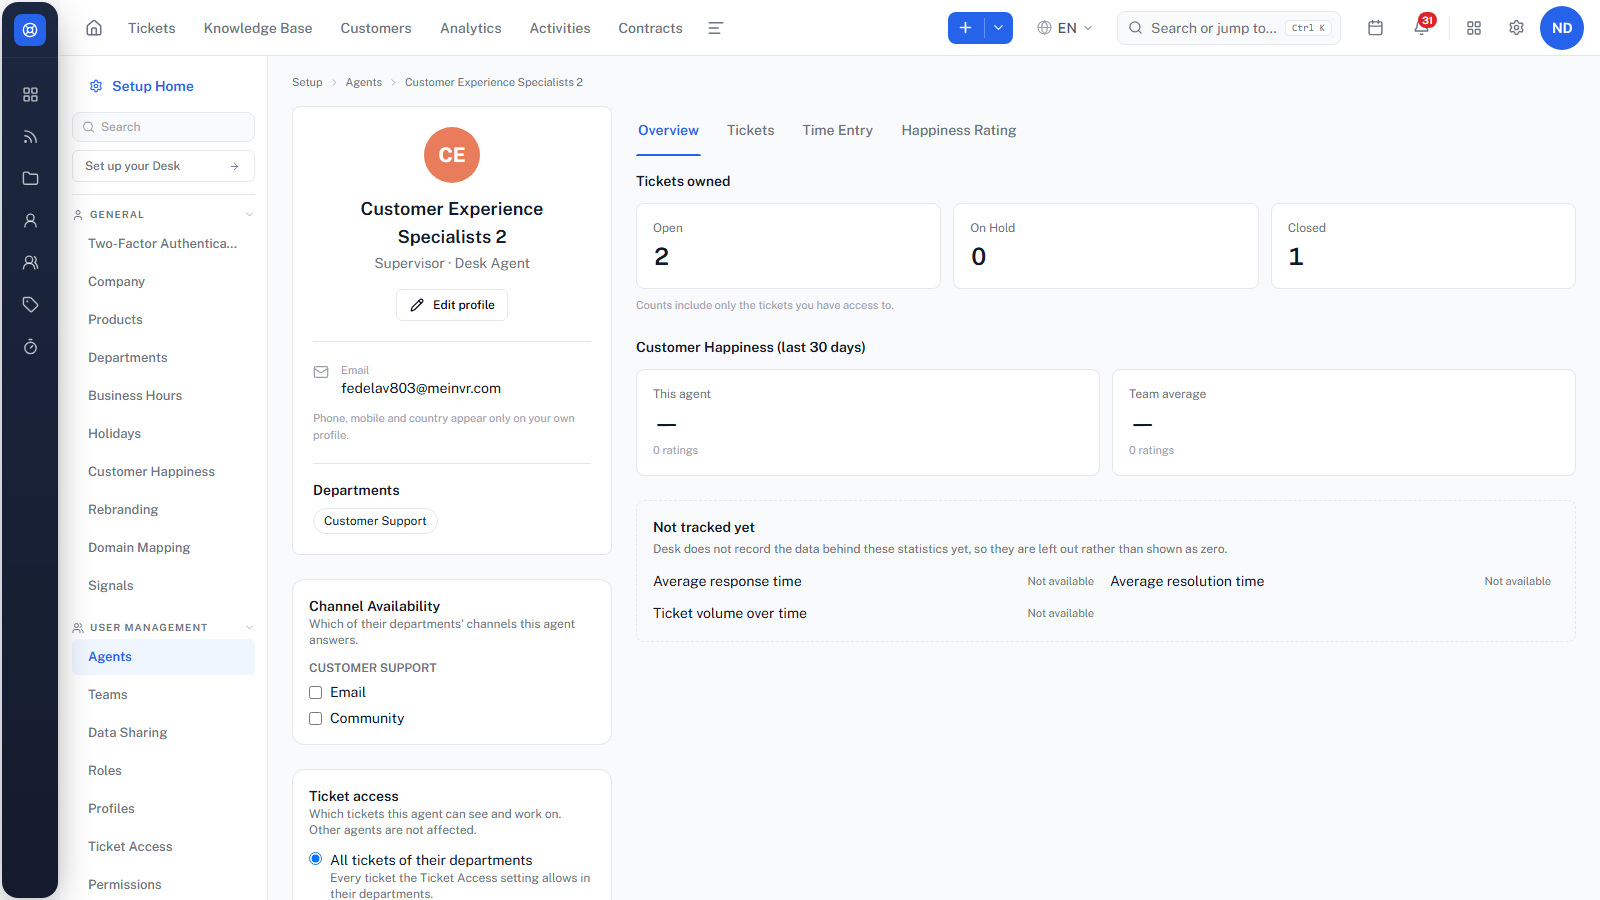 Tickets
Knowledge Base
Customers
Analytics
Activities
Contracts
EN
Search or jump to...
Ctrl K
31
ND
Setup Home
Search
Set up your Desk
GENERAL
Two-Factor Authentica...
Company
Products
Departments
Business Hours
Holidays
Customer Happiness
Rebranding
Domain Mapping
Signals
USER MANAGEMENT
Agents
Teams
Data Sharing
Roles
Profiles
Ticket Access
Permissions
Setup
Agents
Customer Experience Specialists 2
CE
Customer Experience
Specialists 2
Supervisor · Desk Agent
Edit profile
Email
fedelav803@meinvr.com
Phone, mobile and country appear only on your own
profile.
Departments
Customer Support
Channel Availability
Which of their departments' channels this agent
answers.
CUSTOMER SUPPORT
Email
Community
Ticket access
Which tickets this agent can see and work on.
Other agents are not affected.
All tickets of their departments
Every ticket the Ticket Access setting allows in
their departments.
Overview
Tickets
Time Entry
Happiness Rating
Tickets owned
Open
2
On Hold
0
Closed
1
Counts include only the tickets you have access to.
Customer Happiness (last 30 days)
This agent
—
0 ratings
Team average
—
0 ratings
Not tracked yet
Desk does not record the data behind these statistics yet, so they are left out rather than shown as zero.
Average response time
Not available
Average resolution time
Not available
Ticket volume over time
Not available